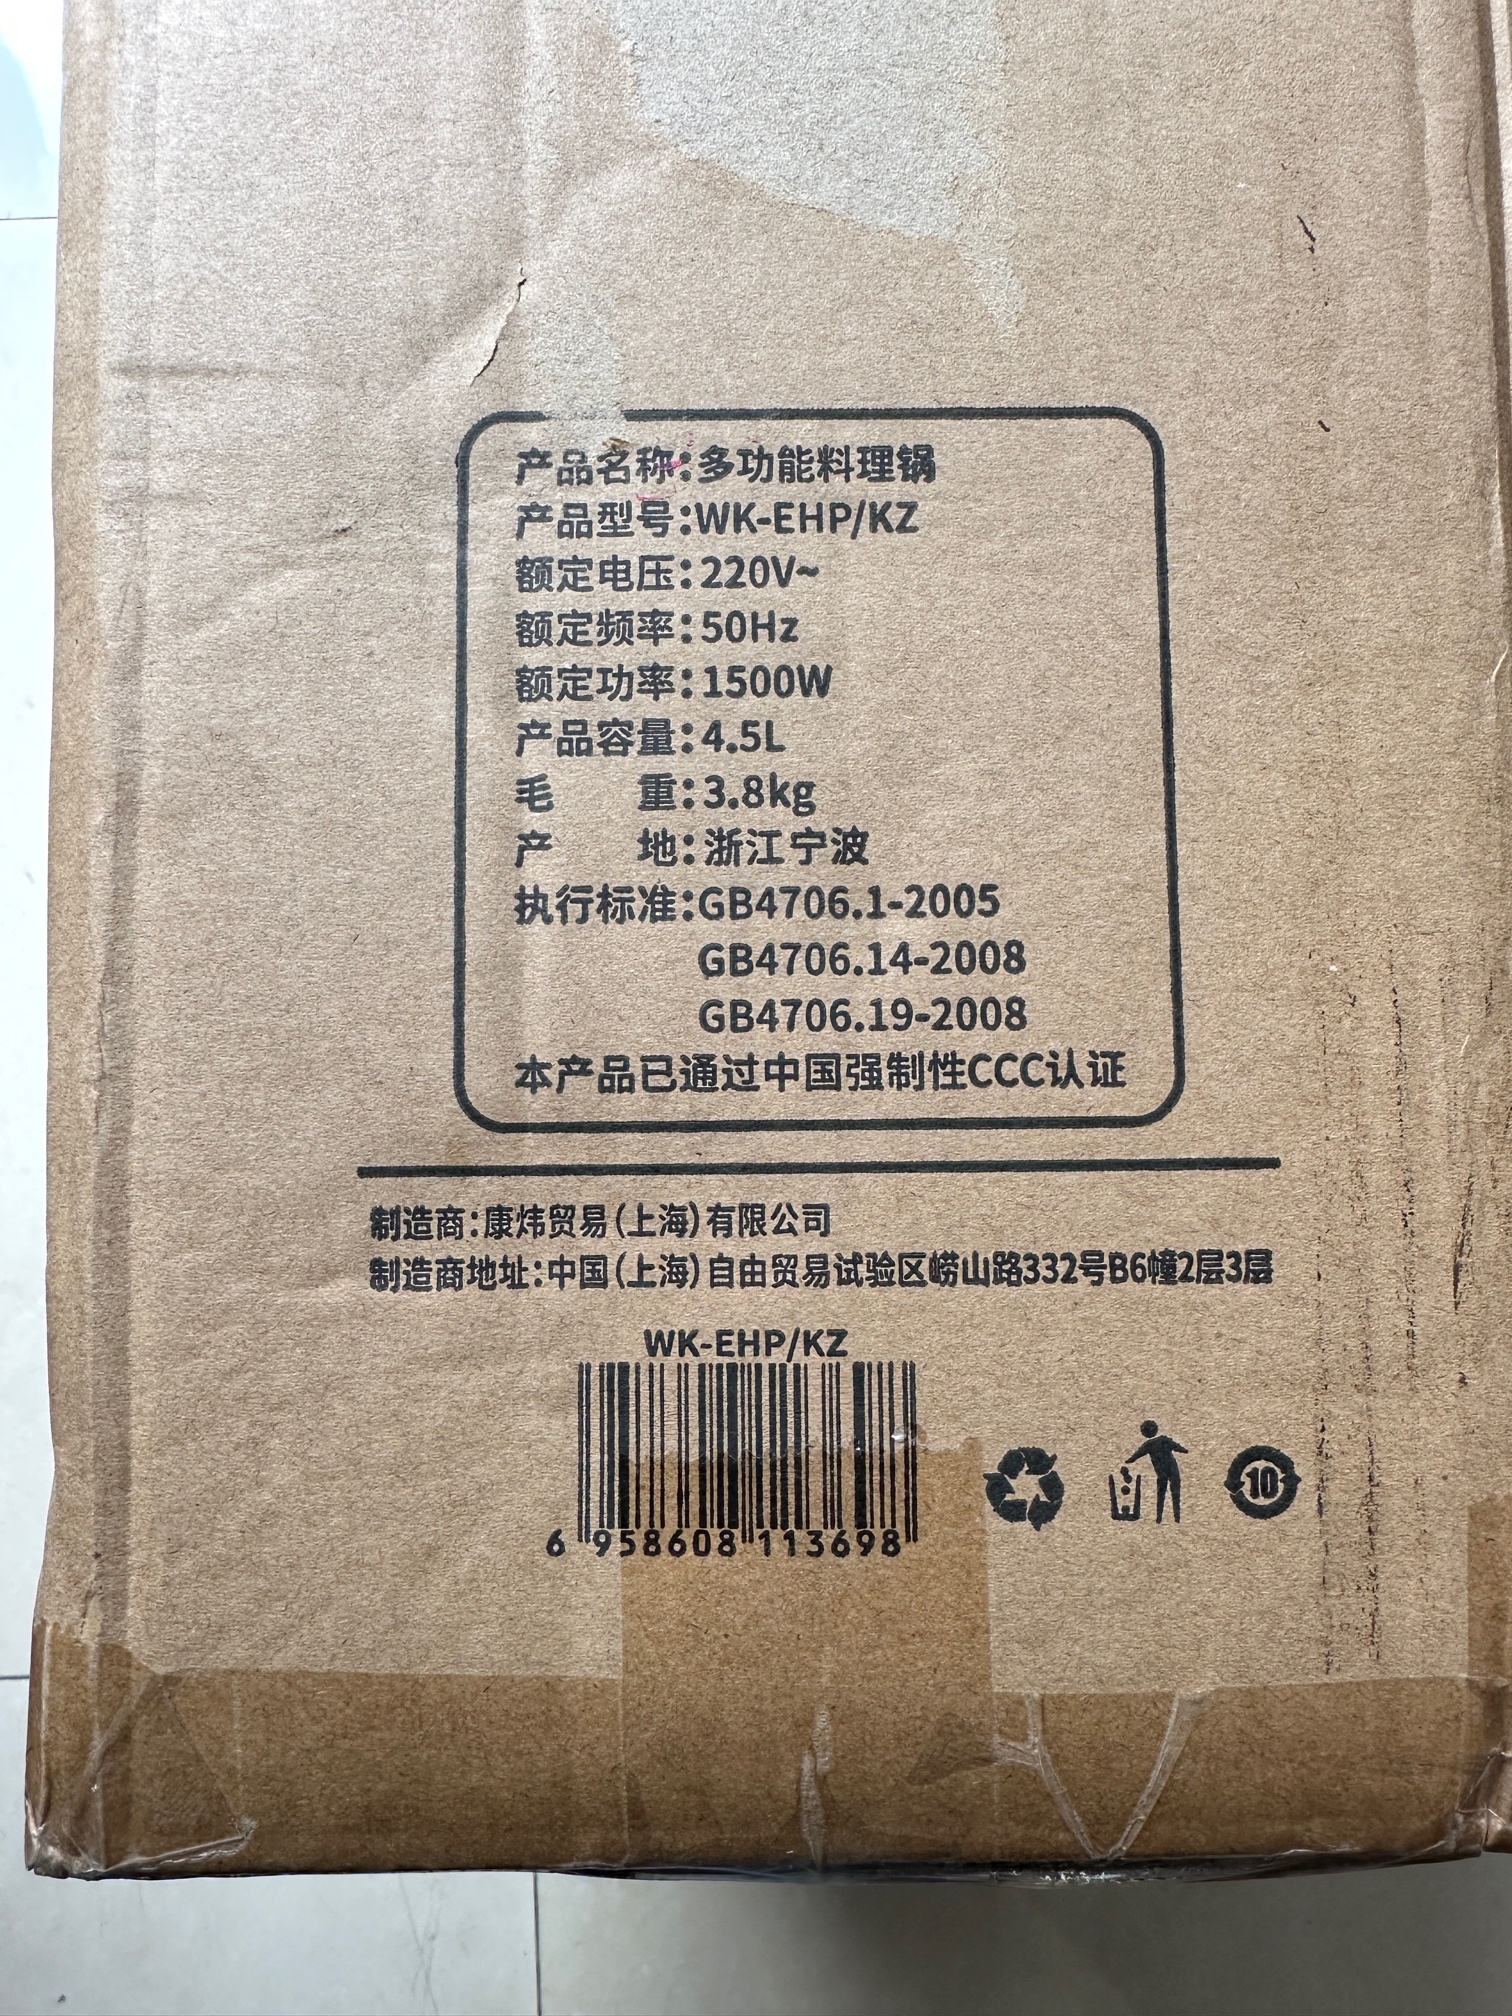 产品名称:多功能料理锅
产品型号:WK-EHP/KZ
额定电压:220V~
额定频率:50Hz
额定功率:1500W
产品容量:4.5L
毛 重:3.8kg
产 地:浙江宁波
执行标准:GB4706.1-2005
GB4706.14-2008
GB4706.19-2008
本产品已通过中国强制性CCC认证
制造商:康炜贸易(上海)有限公司
制造商地址:中国(上海)自由贸易试验区崂山路332号B6幢2层3层
WK-EHP/KZ
6 958608 113698
10